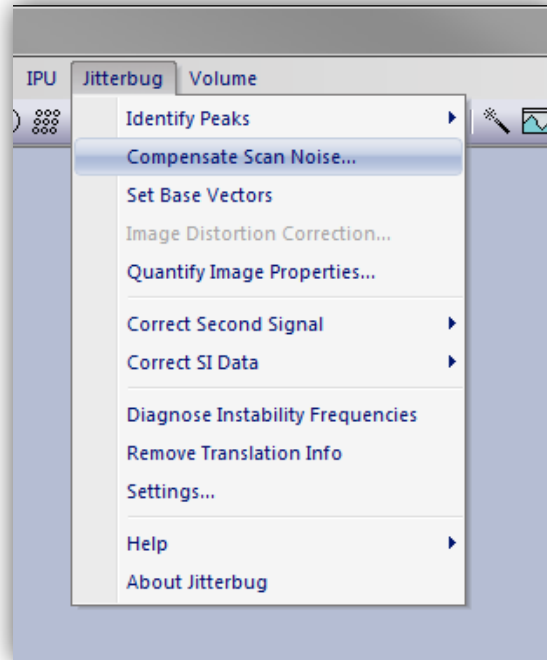 IPU Jitterbug Volume
Identify Peaks
Compensate Scan Noise...
Set Base Vectors
Image Distortion Correction...
Quantify Image Properties...
Correct Second Signal
Correct SI Data
Diagnose Instability Frequencies
Remove Translation Info
Settings...
Help
About Jitterbug